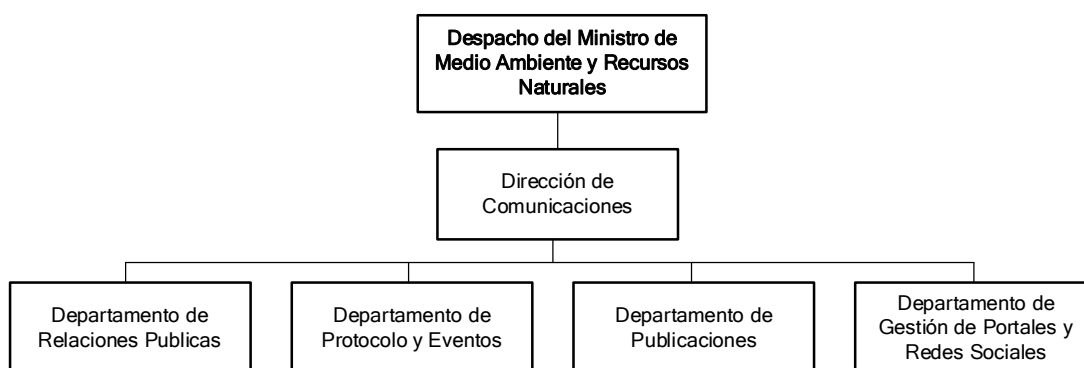 Despacho del Ministro de
Medio Ambiente y Recursos
Naturales
Dirección de
Comunicaciones
Departamento de
Relaciones Publicas
Departamento de
Protocolo y Eventos
Departamento de
Publicaciones
Departamento de
Gestión de Portales y
Redes Sociales